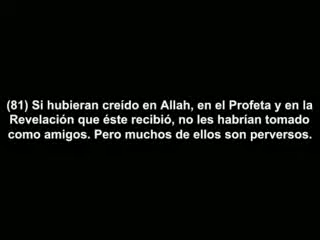 (81) Si hubieran creído en Allah, en el Profeta y en la
Revelación que éste recibió, no les habrían tomado
como amigos. Pero muchos de ellos son perversos.